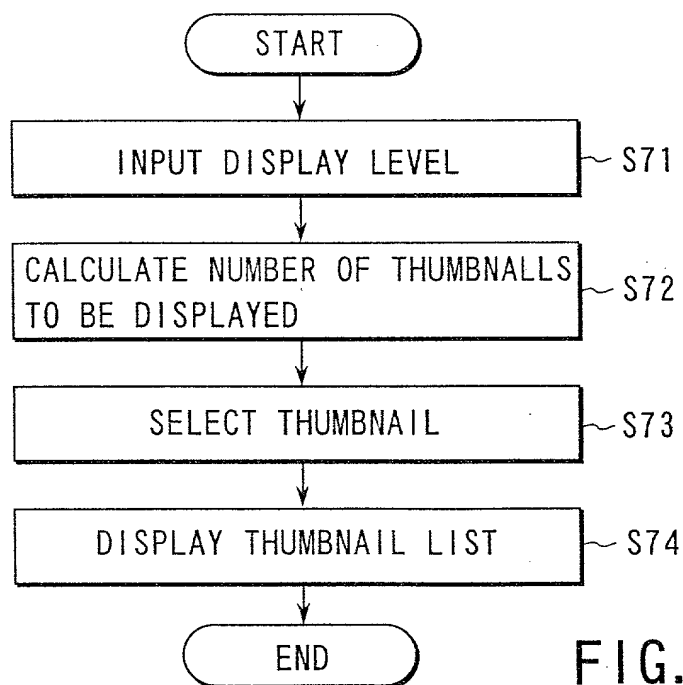 START
INPUT DISPLAY LEVEL
S71
CALCULATE NUMBER OF THUMBNALLS
TO BE DISPLAYED
S72
SELECT THUMBNAIL
S73
DISPLAY THUMBNAIL LIST
S74
END
FIG.